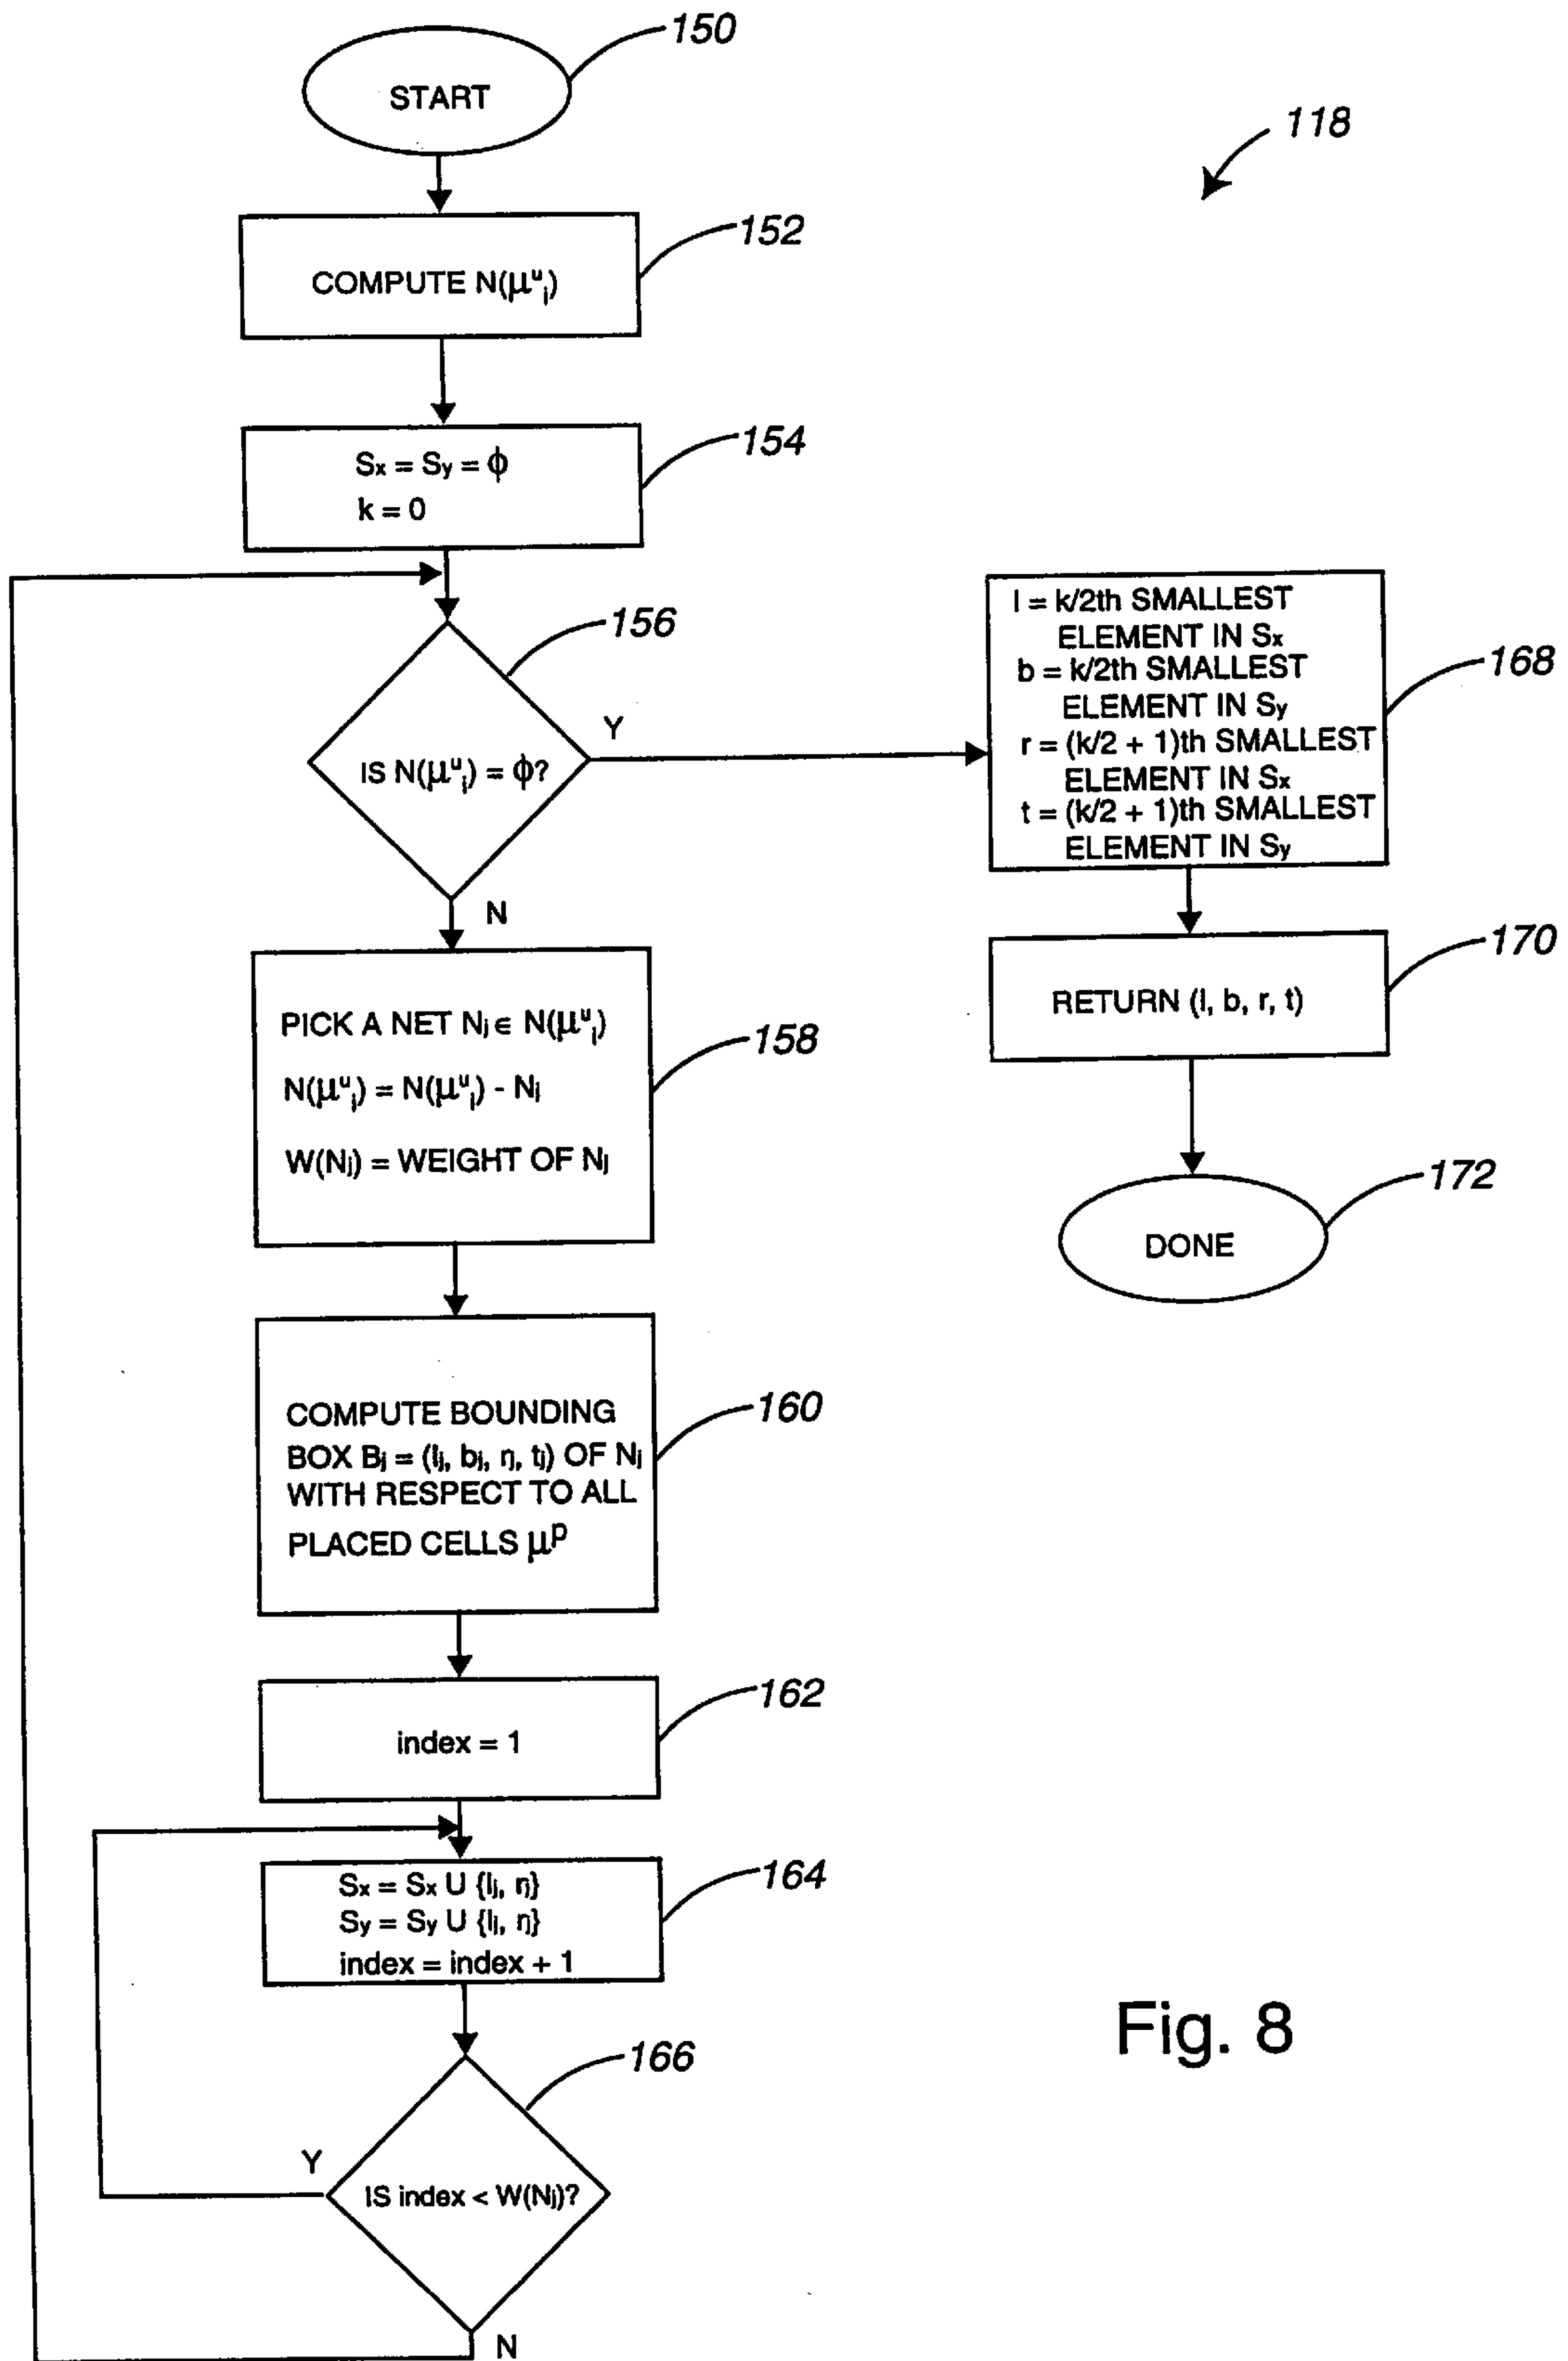 150
START
118
152
COMPUTE N(μᵘᵢ)
154
Sx = Sy = ϕ
k = 0
156
IS N(μᵘᵢ) = ϕ?
Y
N
l = k/2th SMALLEST
ELEMENT IN Sx
b = k/2th SMALLEST
ELEMENT IN Sy
r = (k/2 + 1)th SMALLEST
ELEMENT IN Sx
t = (k/2 + 1)th SMALLEST
ELEMENT IN Sy
168
RETURN (l, b, r, t)
170
DONE
172
PICK A NET Nj ∈ N(μᵘᵢ)
N(μᵘᵢ) = N(μᵘᵢ) - Nj
W(Nj) = WEIGHT OF Nj
158
COMPUTE BOUNDING
BOX Bj = (lj, bj, rj, tj) OF Nj
WITH RESPECT TO ALL
PLACED CELLS μᵖ
160
index = 1
162
Sx = Sx U {lj, rj}
Sy = Sy U {lj, rj}
index = index + 1
164
IS index < W(Nj)?
166
Y
N
Fig. 8